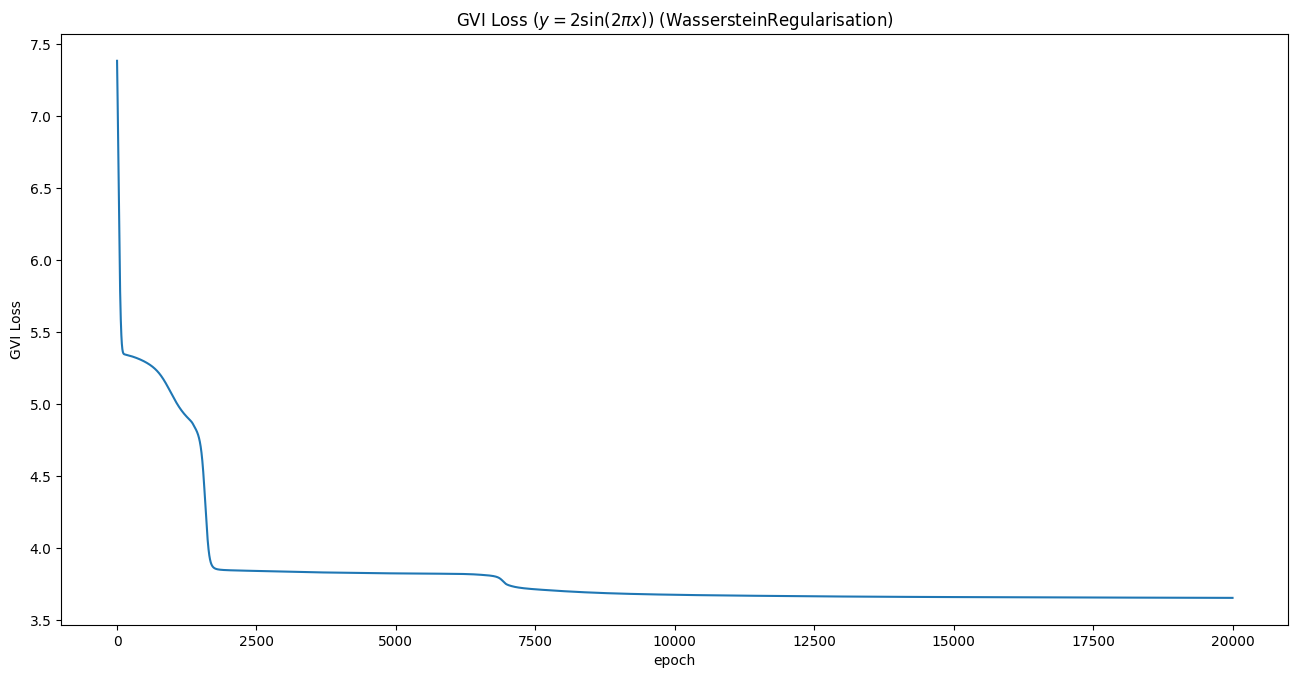 GVI Loss (y = 2sin(2πx)) (WassersteinRegularisation)
7.5
7.0
6.5
6.0
5.5
5.0
4.5
4.0
3.5
GVI Loss
0 2500 5000 7500 10000 12500 15000 17500 20000
epoch